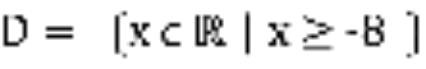 D = {x ∈ ℝ | x ≥ -8 }